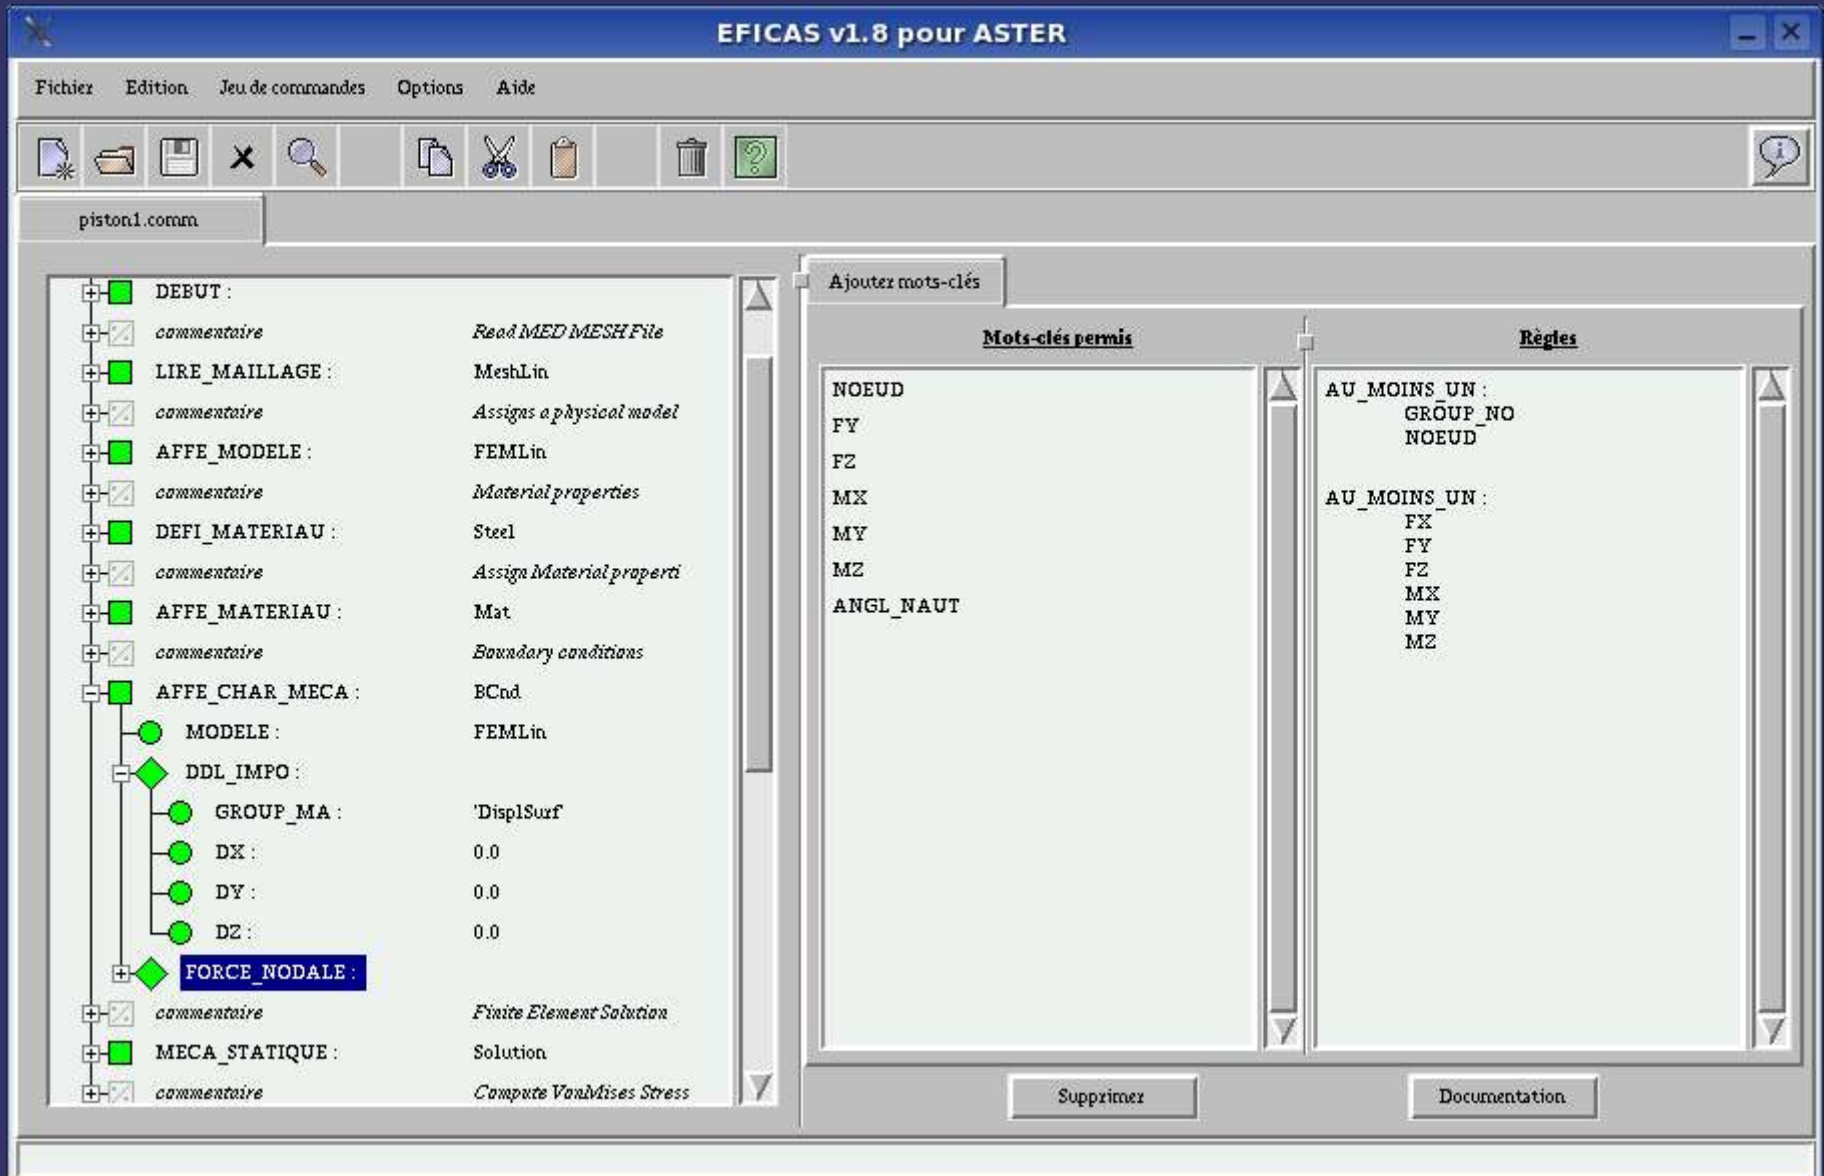 EFICAS v1.8 pour ASTER
Fichier Edition Jeu de commandes Options Aide
piston1.comm
DEBUT :
commentaire Read MED MESH File
LIRE_MAILLAGE : MeshLin
commentaire Assigns a physical model
AFFE_MODELE : FEMLin
commentaire Material properties
DEFI_MATERIAU : Steel
commentaire Assign Material properti
AFFE_MATERIAU : Mat
commentaire Boundary conditions
AFFE_CHAR_MECA : BCnd
MODELE : FEMLin
DDL_IMPO :
GROUP_MA : 'DisplSurf'
DX : 0.0
DY : 0.0
DZ : 0.0
FORCE_NODALE :
commentaire Finite Element Solution
MECA_STATIQUE : Solution
commentaire Compute VonMises Stress
Ajouter mots-clés
Mots-clés permis
NOEUD
FY
FZ
MX
MY
MZ
ANGL_NAUT
Règles
AU_MOINS_UN :
GROUP_NO
NOEUD
AU_MOINS_UN :
FX
FY
FZ
MX
MY
MZ
Supprimer
Documentation